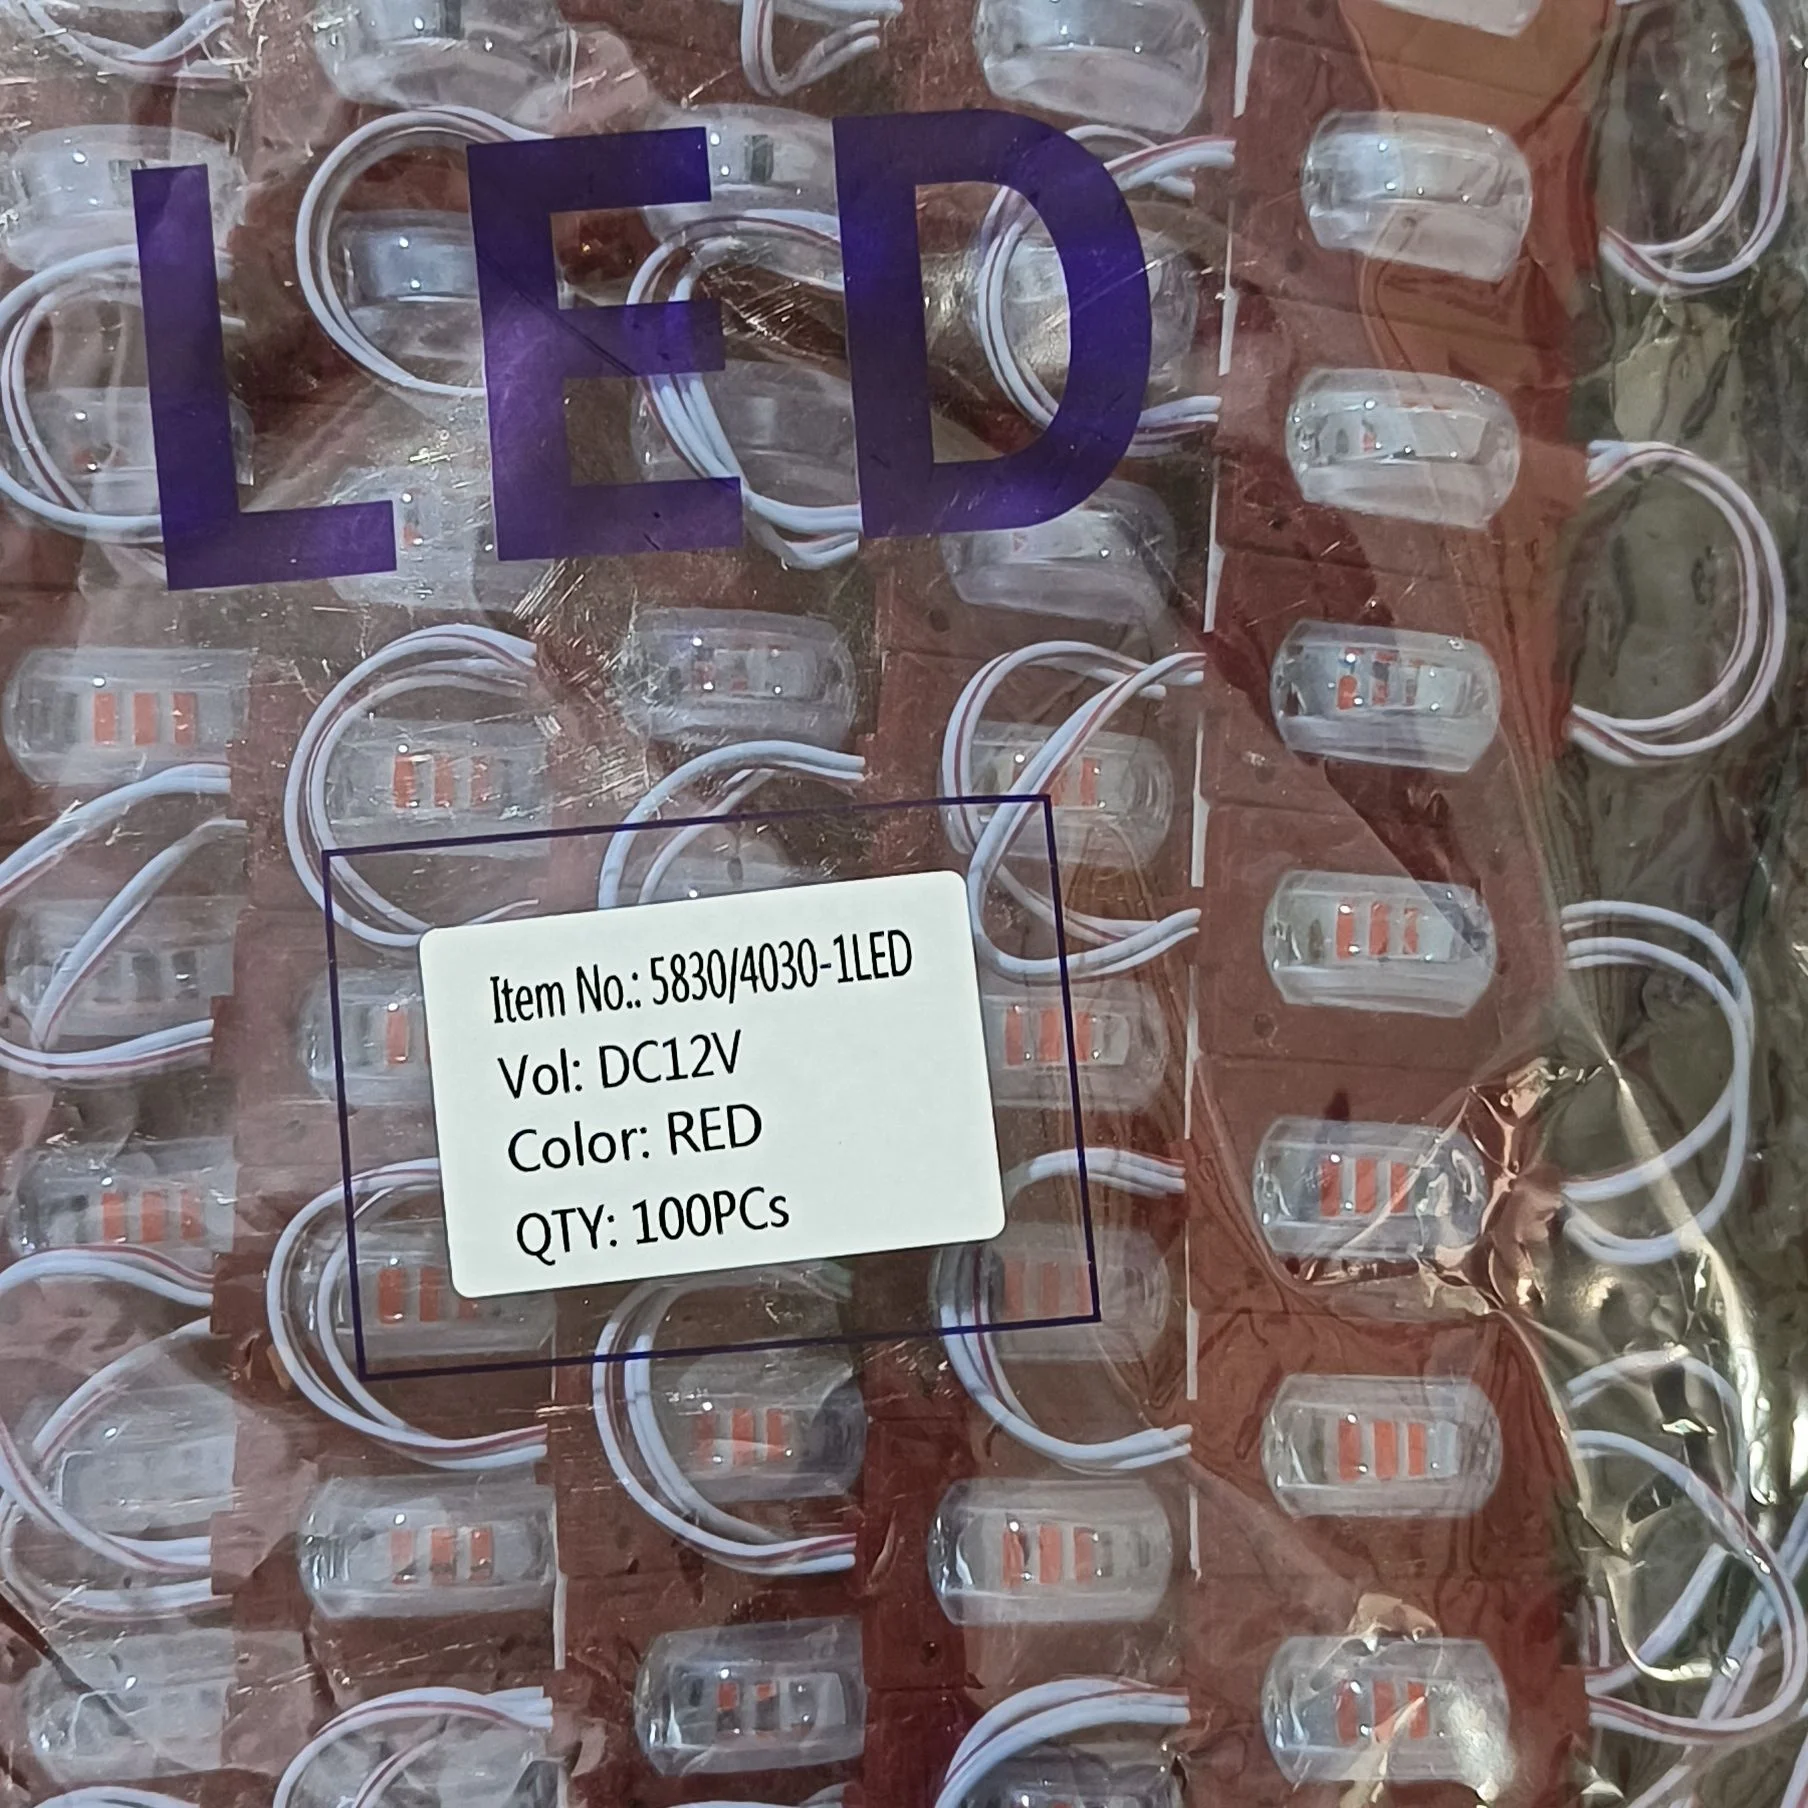 LED
Item No.: 5830/4030-1LED
Vol: DC12V
Color: RED
QTY: 100PCs